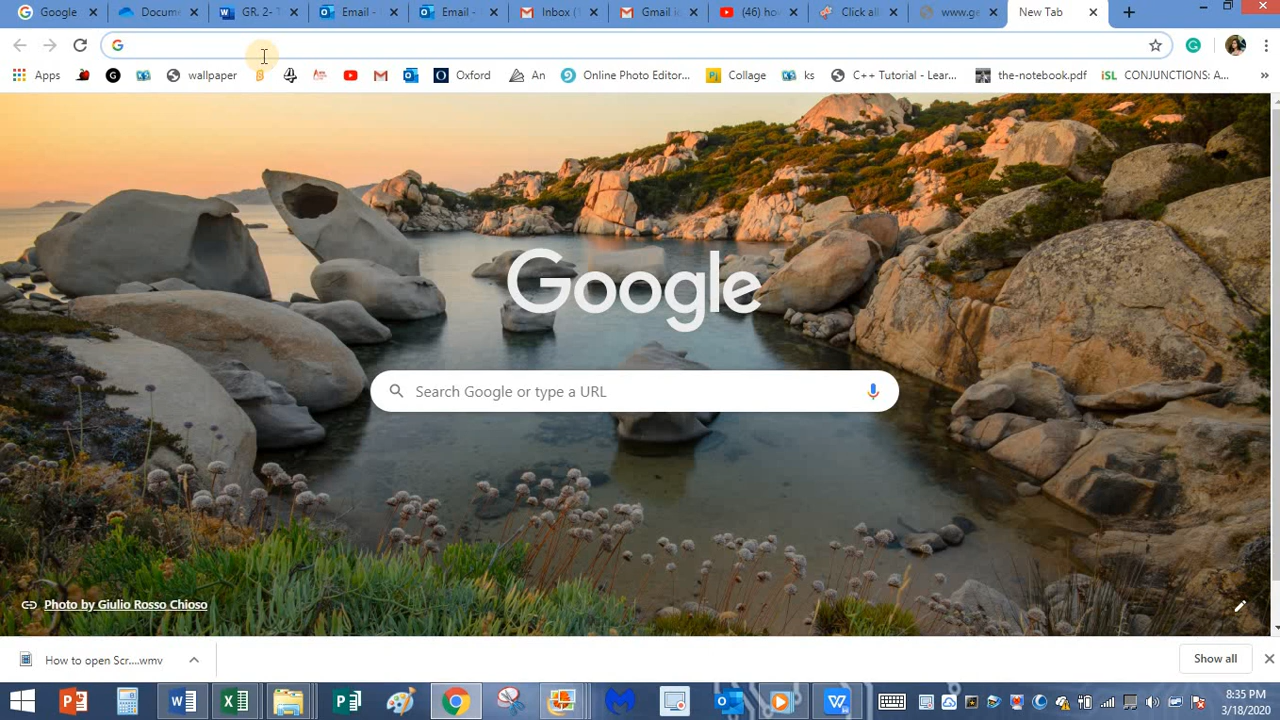 Google
Docum
GR. 2-
Email -
Email -
Inbox (
Gmail i
(46) ho
Click al
www.ge
New Tab
Apps
wallpaper
Oxford
An
Online Photo Editor...
Collage
ks
C++ Tutorial - Lear...
the-notebook.pdf
iSL
CONJUNCTIONS: A...
Google
Search Google or type a URL
Photo by Giulio Rosso Chioso
How to open Scr....wmv
Show all
8:35 PM
3/18/2020